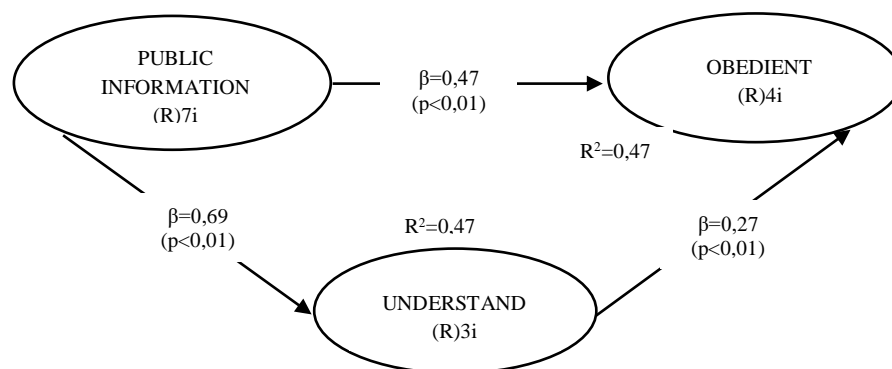 PUBLIC
INFORMATION
(R)7i
β=0,47
(p<0,01)
OBEDIENT
(R)4i
R²=0,47
β=0,69
(p<0,01)
R²=0,47
β=0,27
(p<0,01)
UNDERSTAND
(R)3i